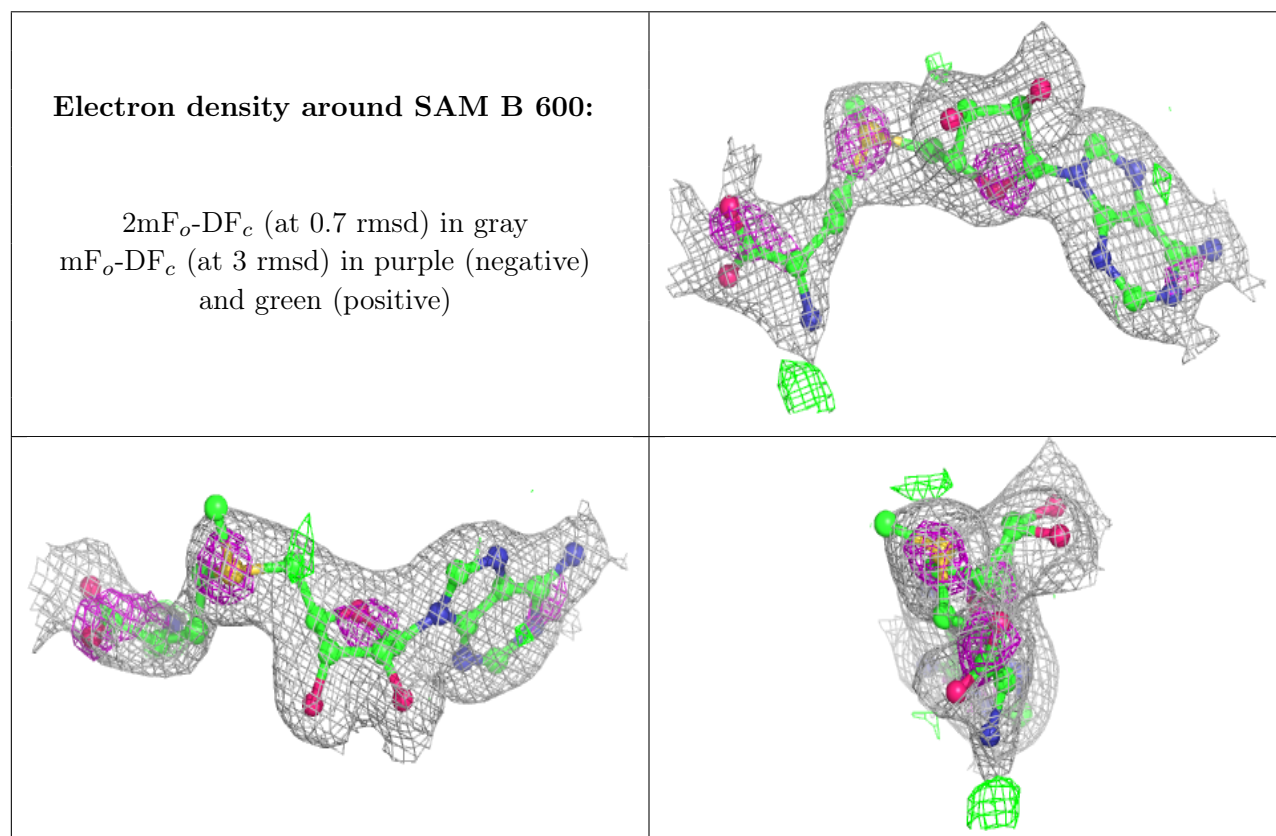 Electron density around SAM B 600:
2mFo-DFc (at 0.7 rmsd) in gray
mFo-DFc (at 3 rmsd) in purple (negative)
and green (positive)